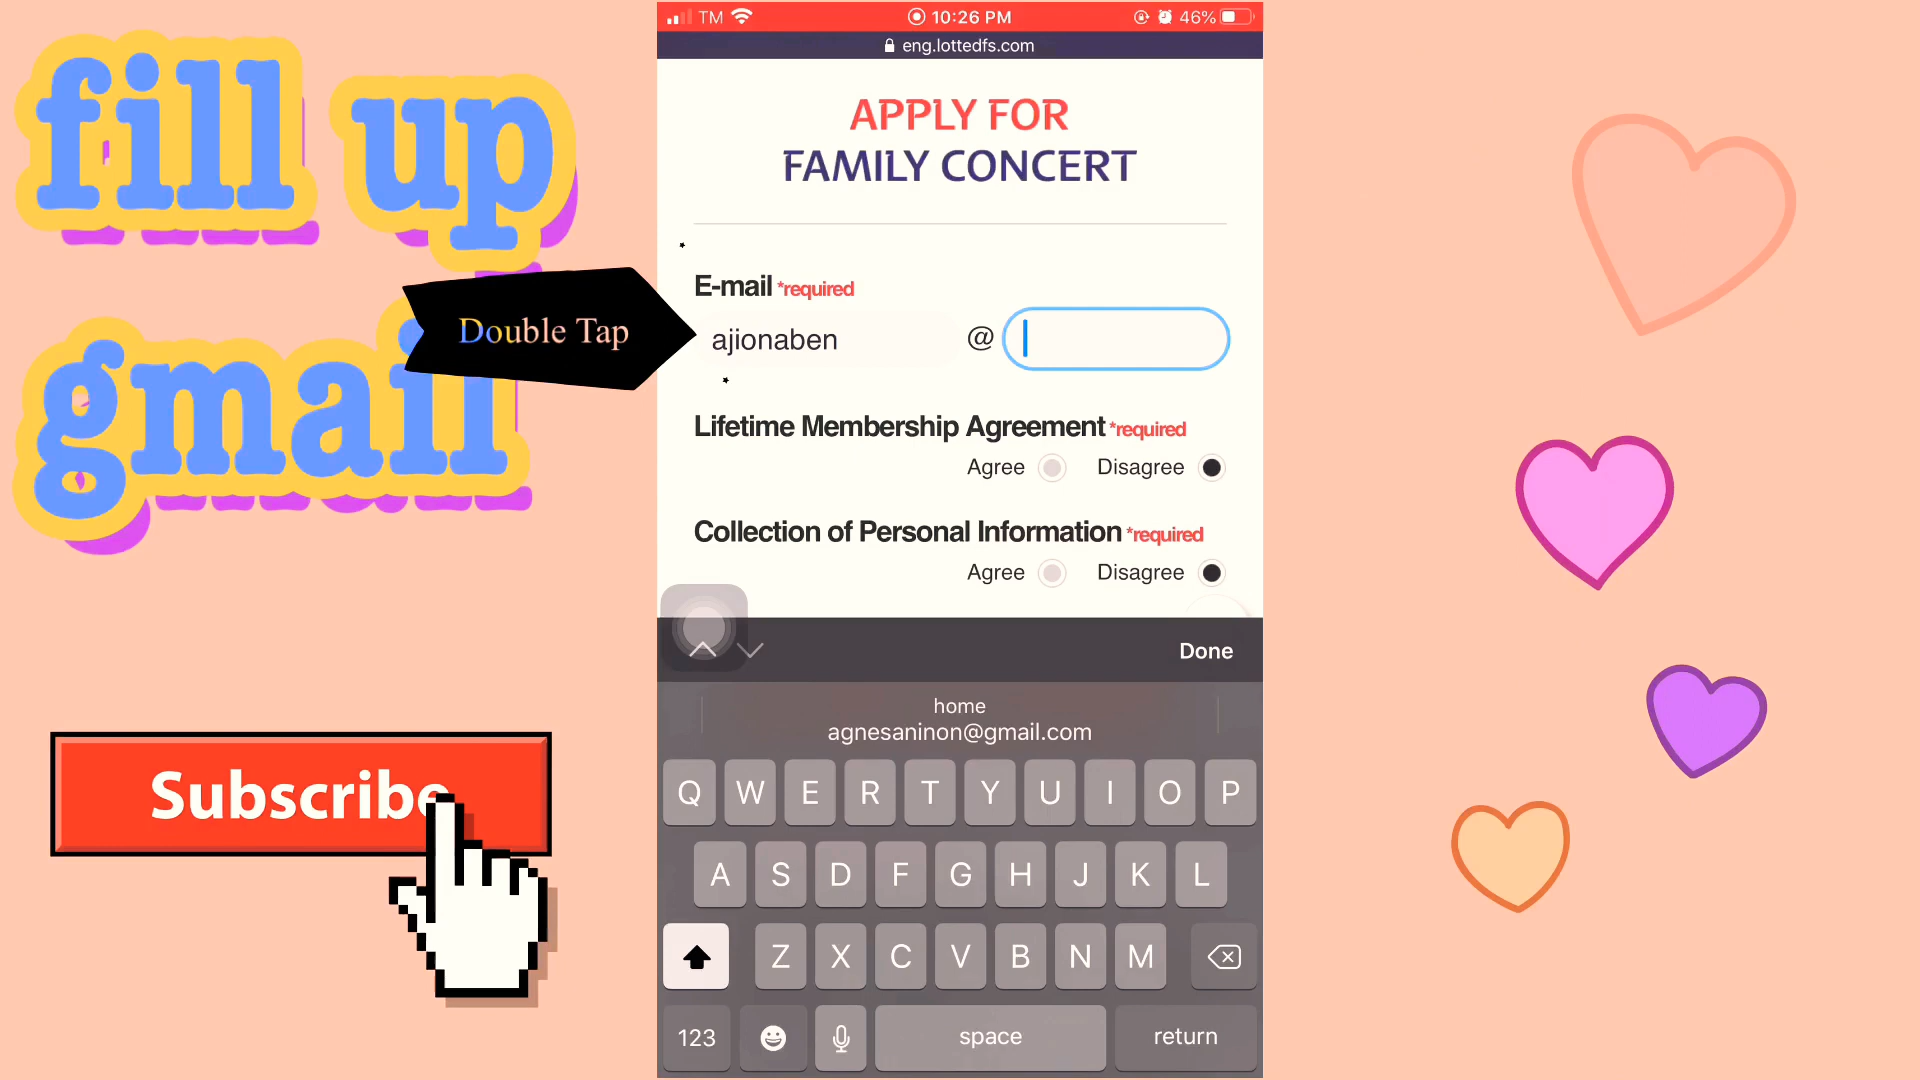 fill up
gmail
Double Tap
Subscribe
TM 10:26 PM 46%
eng.lottedfs.com
APPLY FOR
FAMILY CONCERT
E-mail *required
ajionaben @
Lifetime Membership Agreement *required
Agree Disagree
Collection of Personal Information *required
Agree Disagree
Done
home
agnesaninon@gmail.com
Q W E R T Y U I O P
A S D F G H J K L
Z X C V B N M
123 space return